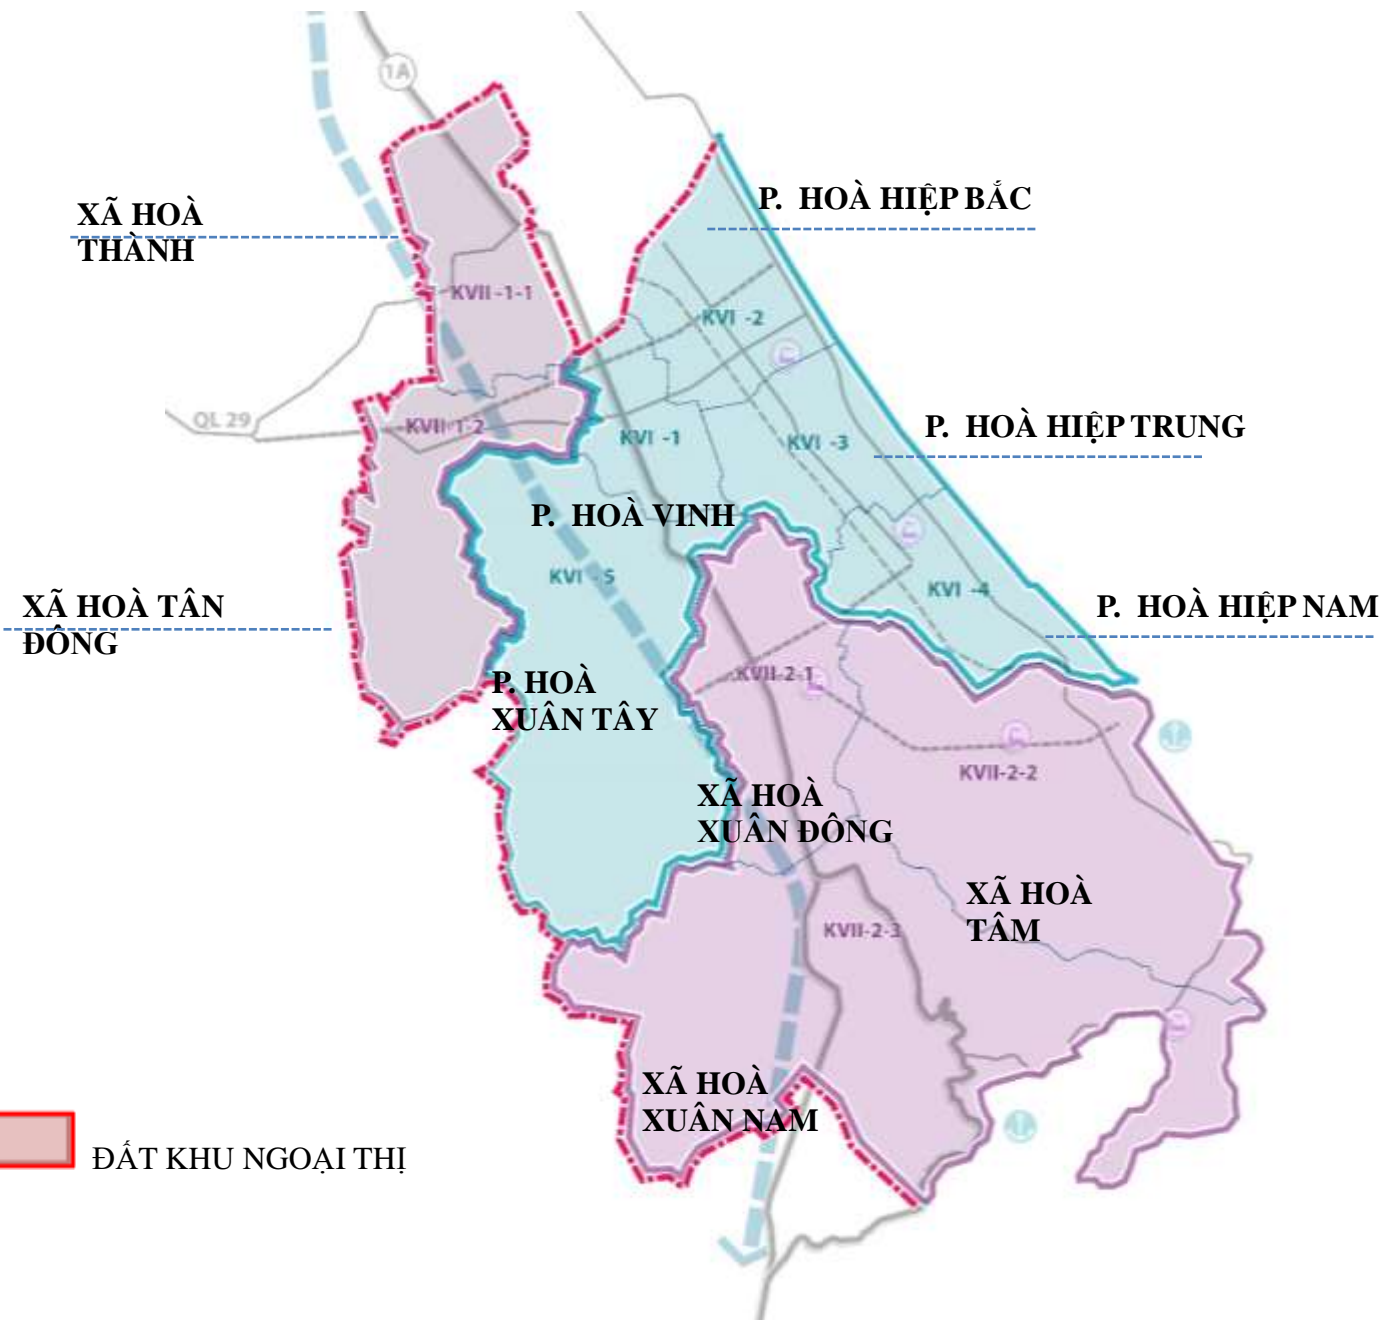 1A
P. HOÀ HIỆP BẮC
XÃ HOÀ
THÀNH
KVII -1-1
KVI -2
QL 29
KVII-1-2
KVI -1
KVI -3
P. HOÀ HIỆP TRUNG
P. HOÀ VINH
KVI - 5
KVI -4
XÃ HOÀ TÂN
ĐÔNG
P. HOÀ HIỆP NAM
P. HOÀ
XUÂN TÂY
KVII-2-1
KVII-2-2
XÃ HOÀ
XUÂN ĐÔNG
XÃ HOÀ
TÂM
KVII-2-3
XÃ HOÀ
XUÂN NAM
ĐẤT KHU NGOẠI THỊ